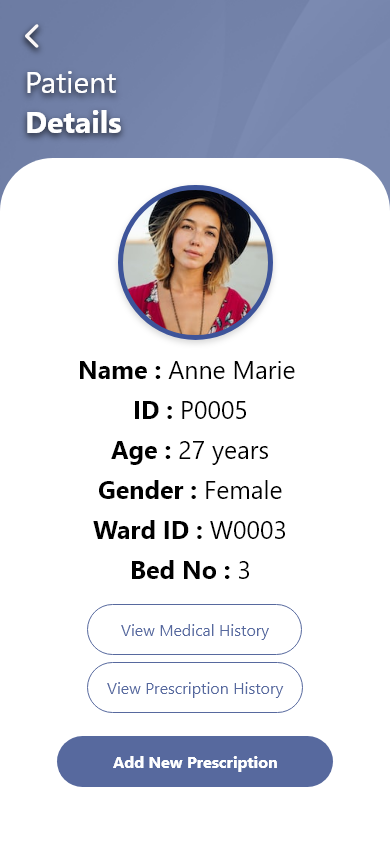 Patient
Details
Name : Anne Marie
ID : P0005
Age : 27 years
Gender : Female
Ward ID : W0003
Bed No : 3
View Medical History
View Prescription History
Add New Prescription